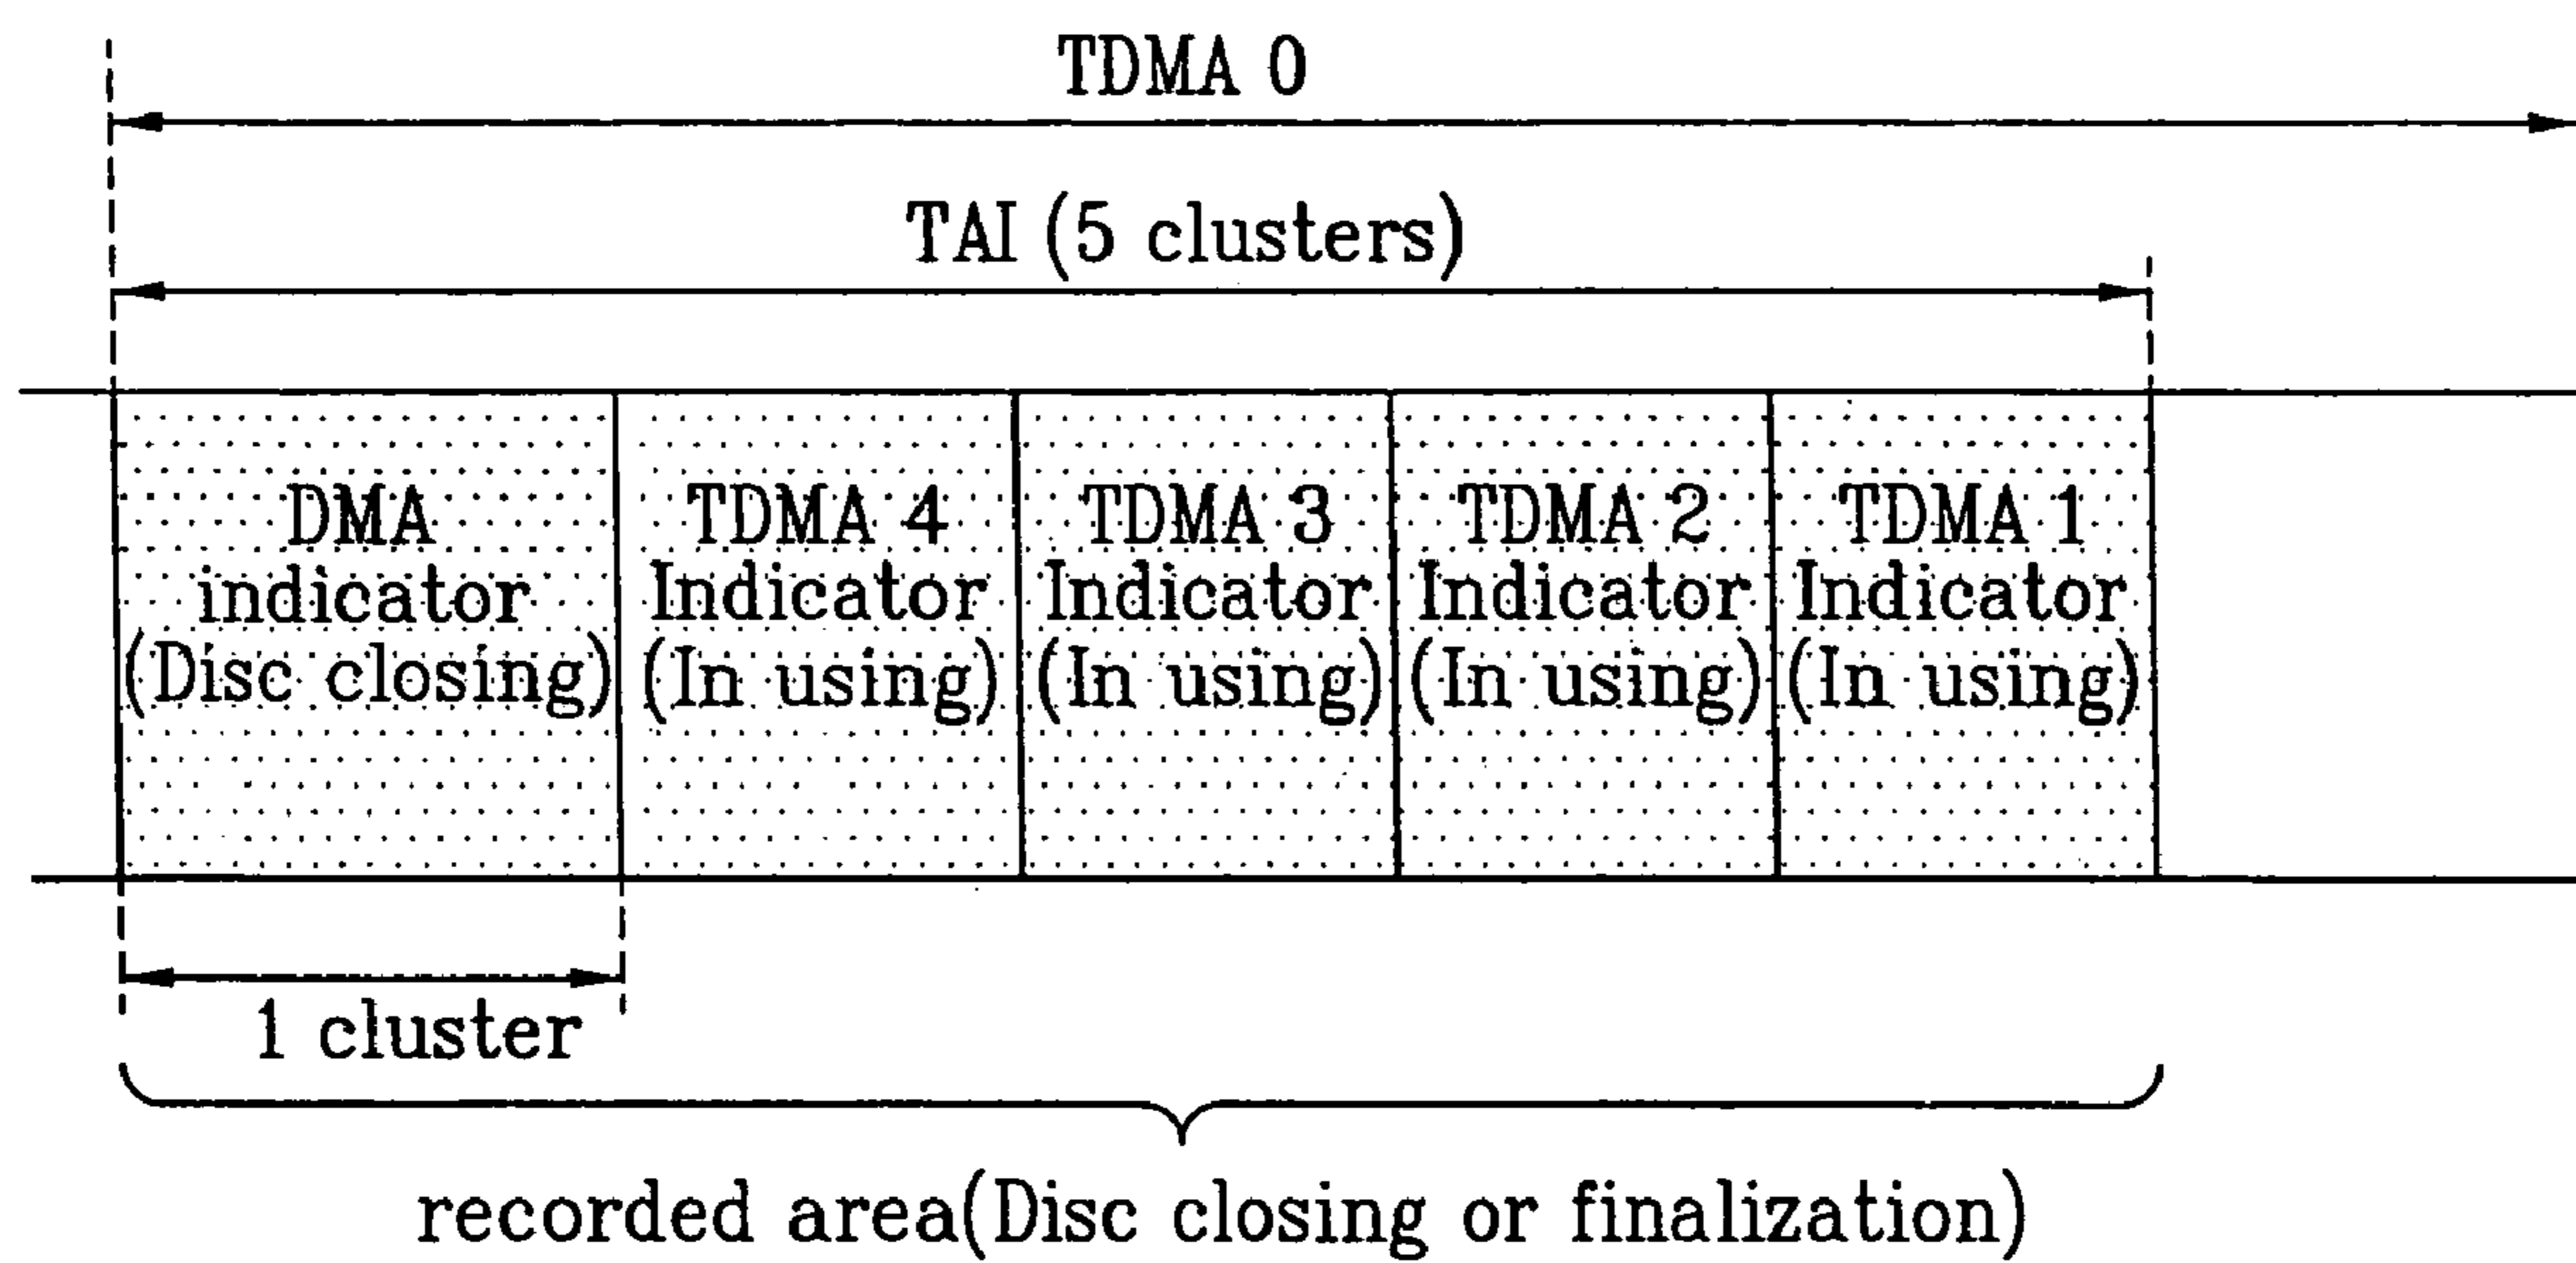 TDMA 0
TAI (5 clusters)
DMA
indicator
(Disc closing)
TDMA 4
Indicator
(In using)
TDMA 3
Indicator
(In using)
TDMA 2
Indicator
(In using)
TDMA 1
Indicator
(In using)
1 cluster
recorded area(Disc closing or finalization)